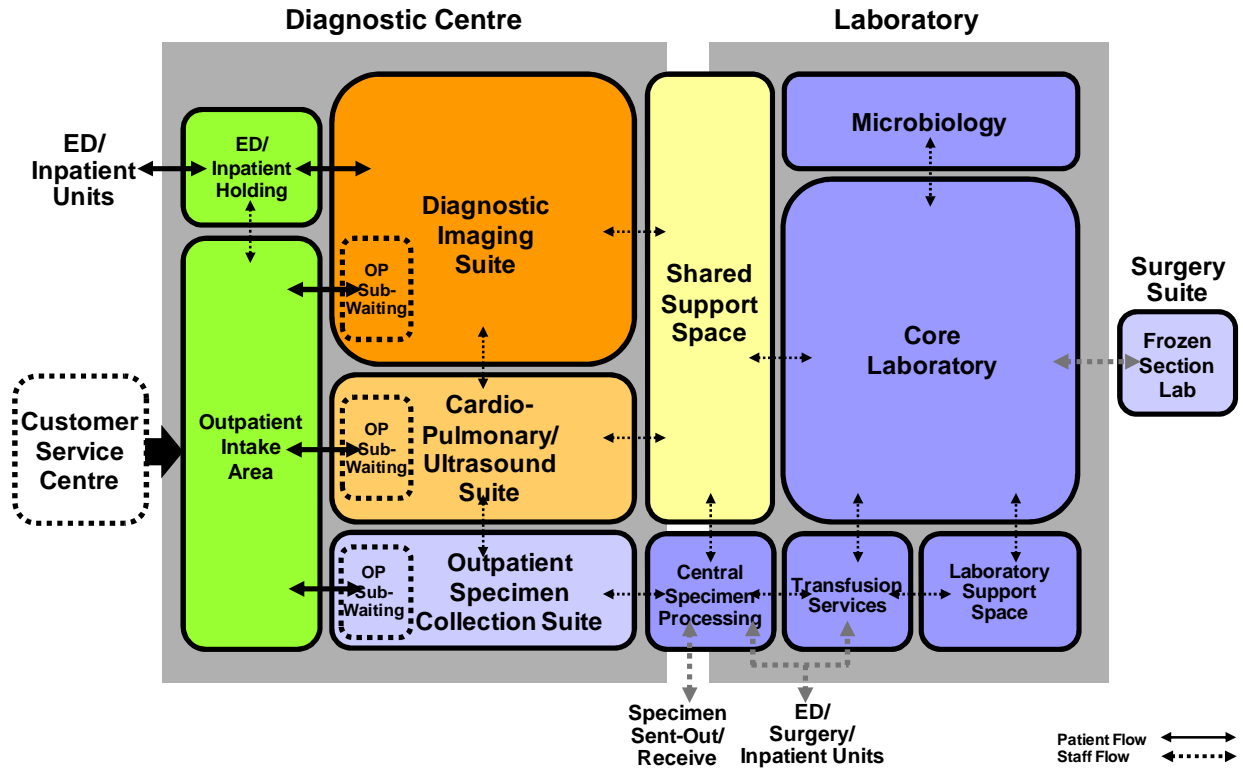 Diagnostic Centre
Laboratory
ED/
Inpatient
Units
ED/
Inpatient
Holding
Diagnostic
Imaging
Suite
OP
Sub-
Waiting
Shared
Support
Space
Microbiology
Core
Laboratory
Surgery
Suite
Frozen
Section
Lab
Customer
Service
Centre
Outpatient
Intake
Area
OP
Sub-
Waiting
Cardio-
Pulmonary/
Ultrasound
Suite
OP
Sub-
Waiting
Outpatient
Specimen
Collection Suite
Central
Specimen
Processing
Transfusion
Services
Laboratory
Support
Space
Specimen
Sent-Out/
Receive
ED/
Surgery/
Inpatient Units
Patient Flow
Staff Flow